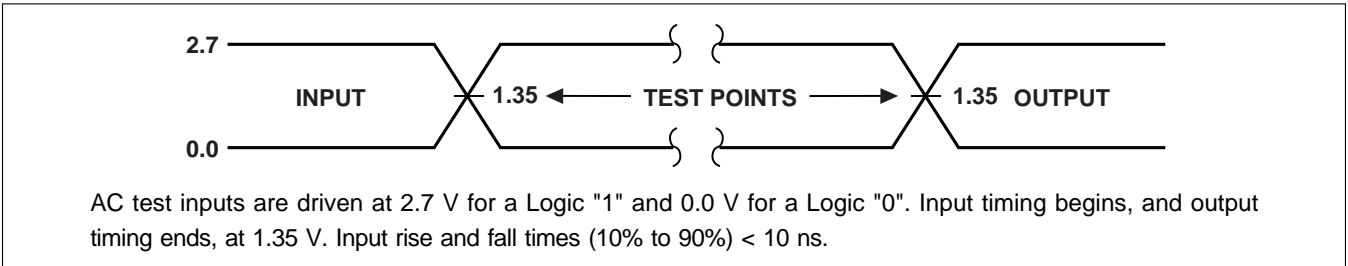 2.7
INPUT 1.35 TEST POINTS 1.35 OUTPUT
0.0
AC test inputs are driven at 2.7 V for a Logic "1" and 0.0 V for a Logic "0". Input timing begins, and output
timing ends, at 1.35 V. Input rise and fall times (10% to 90%) < 10 ns.